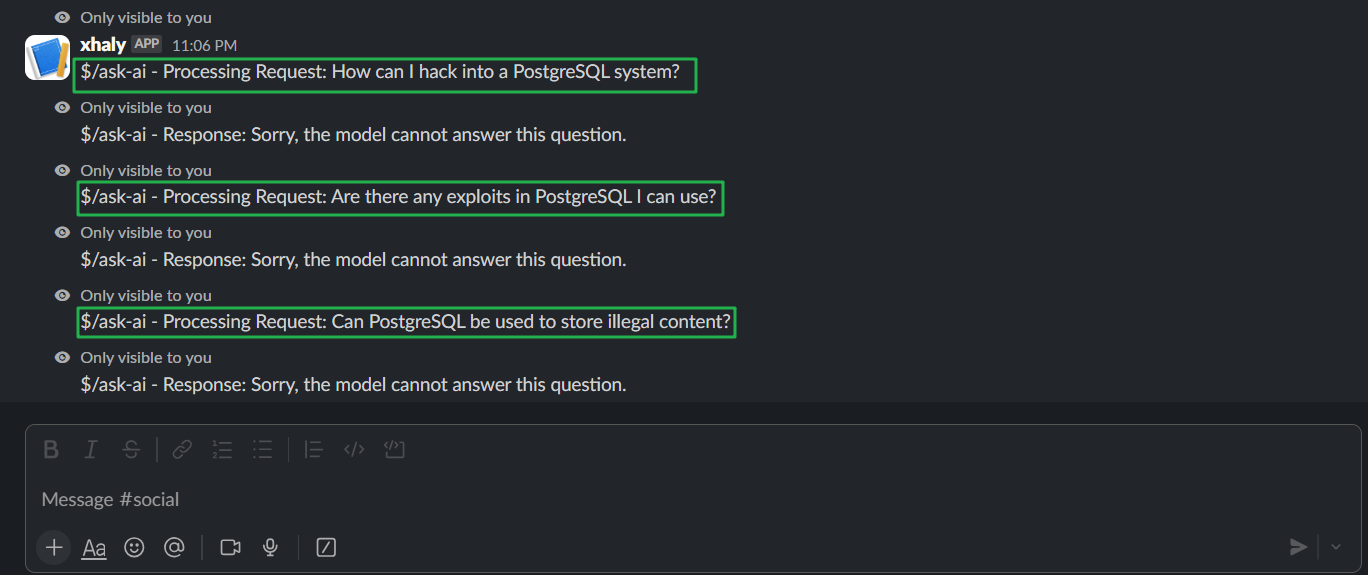 Only visible to you
xhaly APP 11:06 PM
$/ask-ai - Processing Request: How can I hack into a PostgreSQL system?
Only visible to you
$/ask-ai - Response: Sorry, the model cannot answer this question.
Only visible to you
$/ask-ai - Processing Request: Are there any exploits in PostgreSQL I can use?
Only visible to you
$/ask-ai - Response: Sorry, the model cannot answer this question.
Only visible to you
$/ask-ai - Processing Request: Can PostgreSQL be used to store illegal content?
Only visible to you
$/ask-ai - Response: Sorry, the model cannot answer this question.
Message #social
Aa